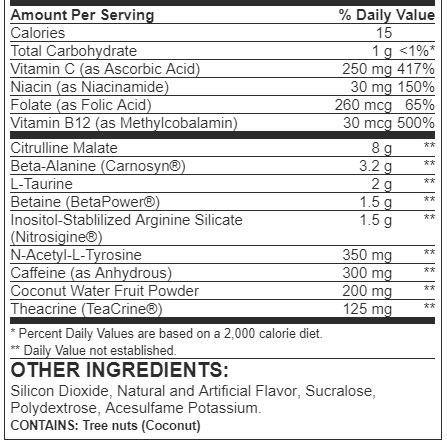 Amount Per Serving % Daily Value
Calories 15
Total Carbohydrate 1 g <1%*
Vitamin C (as Ascorbic Acid) 250 mg 417%
Niacin (as Niacinamide) 30 mg 150%
Folate (as Folic Acid) 260 mcg 65%
Vitamin B12 (as Methylcobalamin) 30 mcg 500%
Citrulline Malate 8 g **
Beta-Alanine (Carnosyn®) 3.2 g **
L-Taurine 2 g **
Betaine (BetaPower®) 1.5 g **
Inositol-Stablilized Arginine Silicate 1.5 g **
(Nitrosigine®)
N-Acetyl-L-Tyrosine 350 mg **
Caffeine (as Anhydrous) 300 mg **
Coconut Water Fruit Powder 200 mg **
Theacrine (TeaCrine®) 125 mg **
* Percent Daily Values are based on a 2,000 calorie diet.
** Daily Value not established.
OTHER INGREDIENTS:
Silicon Dioxide, Natural and Artificial Flavor, Sucralose,
Polydextrose, Acesulfame Potassium.
CONTAINS: Tree nuts (Coconut)